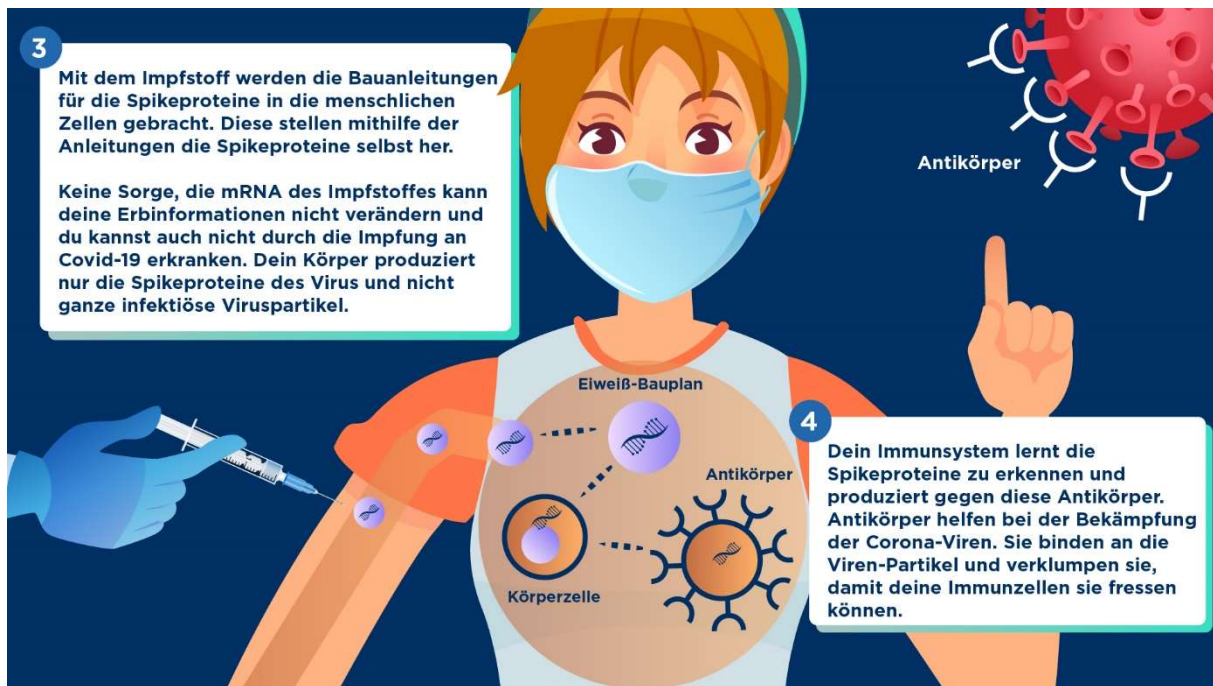 3
Mit dem Impfstoff werden die Bauanleitungen
für die Spikeproteine in die menschlichen
Zellen gebracht. Diese stellen mithilfe der
Anleitungen die Spikeproteine selbst her.
Keine Sorge, die mRNA des Impfstoffes kann
deine Erbinformationen nicht verändern und
du kannst auch nicht durch die Impfung an
Covid-19 erkranken. Dein Körper produziert
nur die Spikeproteine des Virus und nicht
ganze infektiöse Viruspartikel.
Antikörper
Eiweiß-Bauplan
Antikörper
Körperzelle
4
Dein Immunsystem lernt die
Spikeproteine zu erkennen und
produziert gegen diese Antikörper.
Antikörper helfen bei der Bekämpfung
der Corona-Viren. Sie binden an die
Viren-Partikel und verklumpen sie,
damit deine Immunzellen sie fressen
können.